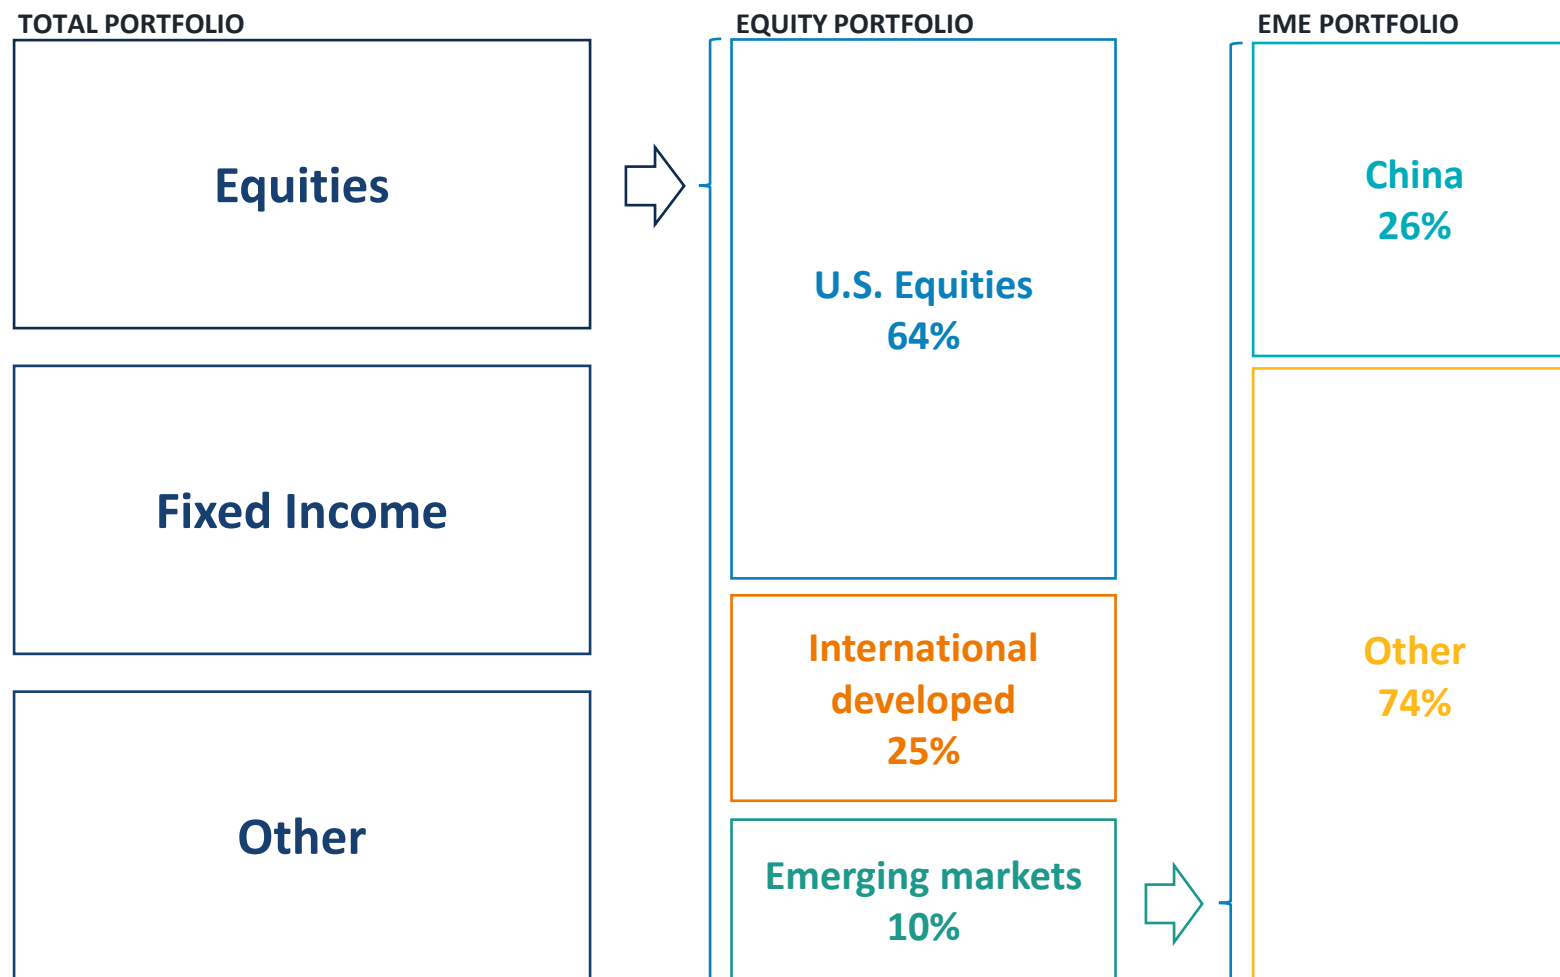 TOTAL PORTFOLIO
Equities
Fixed Income
Other
EQUITY PORTFOLIO
U.S. Equities
64%
International
developed
25%
Emerging markets
10%
EME PORTFOLIO
China
26%
Other
74%